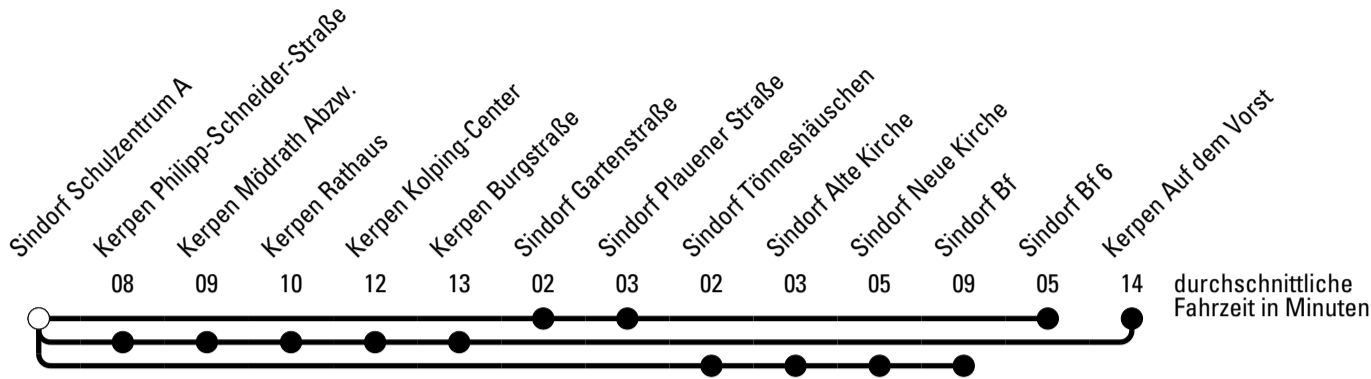 Sindorf Schulzentrum A
Kerpen Philipp-Schneider-Straße
Kerpen Mödrath Abzw.
Kerpen Rathaus
Kerpen Kolping-Center
Kerpen Burgstraße
Sindorf Gartenstraße
Sindorf Plauener Straße
Sindorf Tönneshäuschen
Sindorf Alte Kirche
Sindorf Neue Kirche
Sindorf Bf
Sindorf Bf 6
Kerpen Auf dem Vorst
08 09 10 12 13 02 03 02 03 05 09 05 14 durchschnittliche
Fahrzeit in Minuten